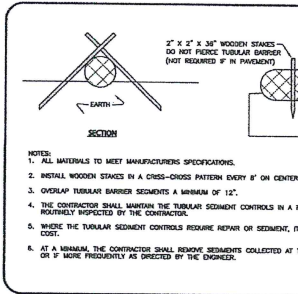 2" X 2" X 36" WOODEN STAKES
DO NOT PIERCE TUBULAR BARRIER
(NOT REQUIRED IF IN PAVEMENT)
EARTH
SECTION
NOTES:
1. ALL MATERIALS TO MEET MANUFACTURERS SPECIFICATIONS.
2. INSTALL WOODEN STAKES IN A CRISS-CROSS PATTERN EVERY 8' ON CENTER
3. OVERLAP TUBULAR BARRIER SEGMENTS A MINIMUM OF 12".
4. THE CONTRACTOR SHALL MAINTAIN THE TUBULAR SEDIMENT CONTROLS IN A
ROUTINELY INSPECTED BY THE CONTRACTOR.
5. WHERE THE TUBULAR SEDIMENT CONTROLS REQUIRE REPAIR OR SEDIMENT,
COST.
6. AT A MINIMUM, THE CONTRACTOR SHALL REMOVE SEDIMENTS COLLECTED AT
OR IF MORE FREQUENTLY AS DIRECTED BY THE ENGINEER.